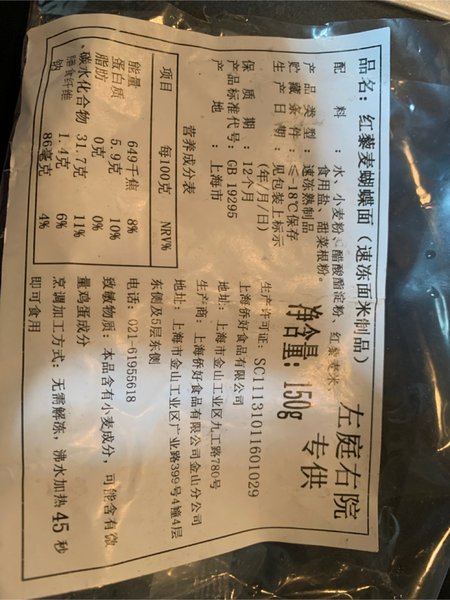 品名：红藜麦蝴蝶面（速冻面米制品）
配料：水、小麦粉、醋酸酯淀粉、红藜麦米、
食用盐、甜菜根粉。
产品类型：速冻熟制品
贮藏条件：≤-18℃保存
生产日期：见包装上标示
(年/月/日)
保质期：12个月
产品标准代号：GB 19295
产地：上海市
左庭右院
专供
净含量：150g
生产许可证：SC11131011601029
上海侨好食品有限公司
地址：上海市金山工业区九工路780号
生产商：上海侨好食品有限公司金山分公司
地址：上海市金山工业区广业路399号4幢4层
东侧及5层东侧
电话：021-61955618
致敏物质：本品含有小麦成分，可能含有微
量鸡蛋成分
烹调加工方式：无需解冻，沸水加热45秒
即可食用
营养成分表
项目 每100克 NRV%
能量 649千焦 8%
蛋白质 5.9克 10%
脂肪 0克 0%
碳水化合物 31.7克 11%
膳食纤维 1.4克 6%
钠 86毫克 4%